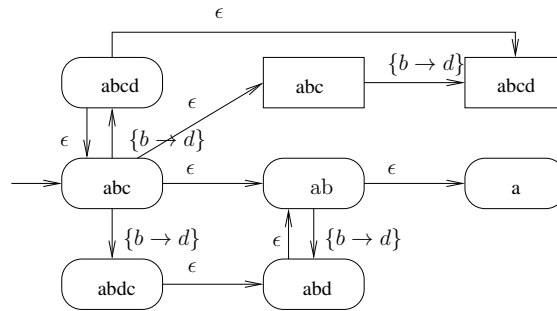 ϵ
abcd
abc
{b → d}
abcd
ϵ
ϵ
{b → d}
abc
ϵ
ab
ϵ
a
{b → d}
ϵ
{b → d}
abdc
ϵ
abd